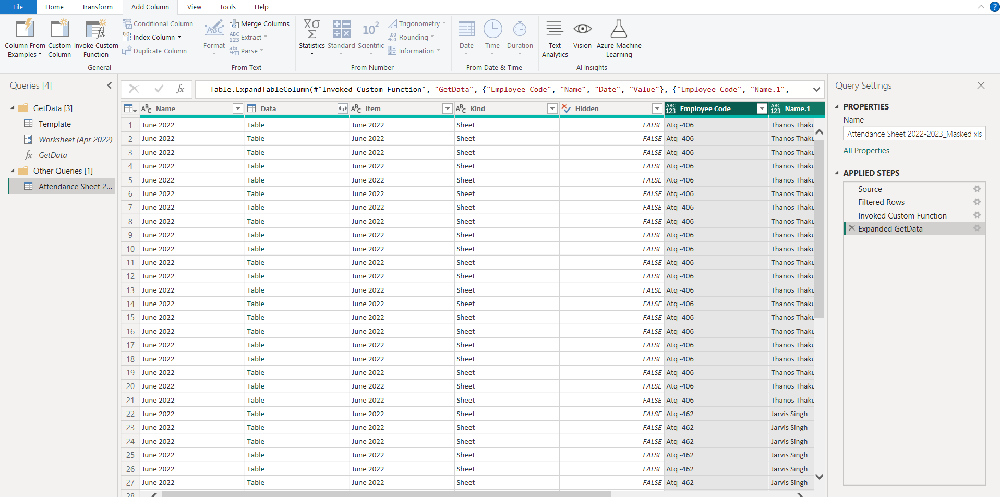 File Home Transform Add Column View Tools Help
Column From Examples
Custom Column
Invoke Custom Function
Conditional Column
Index Column
Duplicate Column
General
Format
Merge Columns
Extract
Parse
From Text
Statistics
Standard
Scientific
Trigonometry
Rounding
Information
From Number
Date
Time
Duration
From Date & Time
Text Analytics
Vision
Azure Machine Learning
AI Insights
Queries [4]
GetData [3]
Template
Worksheet (Apr 2022)
GetData
Other Queries [1]
Attendance Sheet 2...
= Table.ExpandTableColumn(#"Invoked Custom Function", "GetData", {"Employee Code", "Name", "Date", "Value"}, {"Employee Code", "Name.1",
Name Data Item Kind Hidden Employee Code Name.1
1 June 2022 Table June 2022 Sheet FALSE Atq -406 Thanos Thaku
2 June 2022 Table June 2022 Sheet FALSE Atq -406 Thanos Thaku
3 June 2022 Table June 2022 Sheet FALSE Atq -406 Thanos Thaku
4 June 2022 Table June 2022 Sheet FALSE Atq -406 Thanos Thaku
5 June 2022 Table June 2022 Sheet FALSE Atq -406 Thanos Thaku
6 June 2022 Table June 2022 Sheet FALSE Atq -406 Thanos Thaku
7 June 2022 Table June 2022 Sheet FALSE Atq -406 Thanos Thaku
8 June 2022 Table June 2022 Sheet FALSE Atq -406 Thanos Thaku
9 June 2022 Table June 2022 Sheet FALSE Atq -406 Thanos Thaku
10 June 2022 Table June 2022 Sheet FALSE Atq -406 Thanos Thaku
11 June 2022 Table June 2022 Sheet FALSE Atq -406 Thanos Thaku
12 June 2022 Table June 2022 Sheet FALSE Atq -406 Thanos Thaku
13 June 2022 Table June 2022 Sheet FALSE Atq -406 Thanos Thaku
14 June 2022 Table June 2022 Sheet FALSE Atq -406 Thanos Thaku
15 June 2022 Table June 2022 Sheet FALSE Atq -406 Thanos Thaku
16 June 2022 Table June 2022 Sheet FALSE Atq -406 Thanos Thaku
17 June 2022 Table June 2022 Sheet FALSE Atq -406 Thanos Thaku
18 June 2022 Table June 2022 Sheet FALSE Atq -406 Thanos Thaku
19 June 2022 Table June 2022 Sheet FALSE Atq -406 Thanos Thaku
20 June 2022 Table June 2022 Sheet FALSE Atq -406 Thanos Thaku
21 June 2022 Table June 2022 Sheet FALSE Atq -406 Thanos Thaku
22 June 2022 Table June 2022 Sheet FALSE Atq -462 Jarvis Singh
23 June 2022 Table June 2022 Sheet FALSE Atq -462 Jarvis Singh
24 June 2022 Table June 2022 Sheet FALSE Atq -462 Jarvis Singh
25 June 2022 Table June 2022 Sheet FALSE Atq -462 Jarvis Singh
26 June 2022 Table June 2022 Sheet FALSE Atq -462 Jarvis Singh
27 June 2022 Table June 2022 Sheet FALSE Atq -462 Jarvis Singh
28
Query Settings
PROPERTIES
Name
Attendance Sheet 2022-2023_Masked xls
All Properties
APPLIED STEPS
Source
Filtered Rows
Invoked Custom Function
Expanded GetData